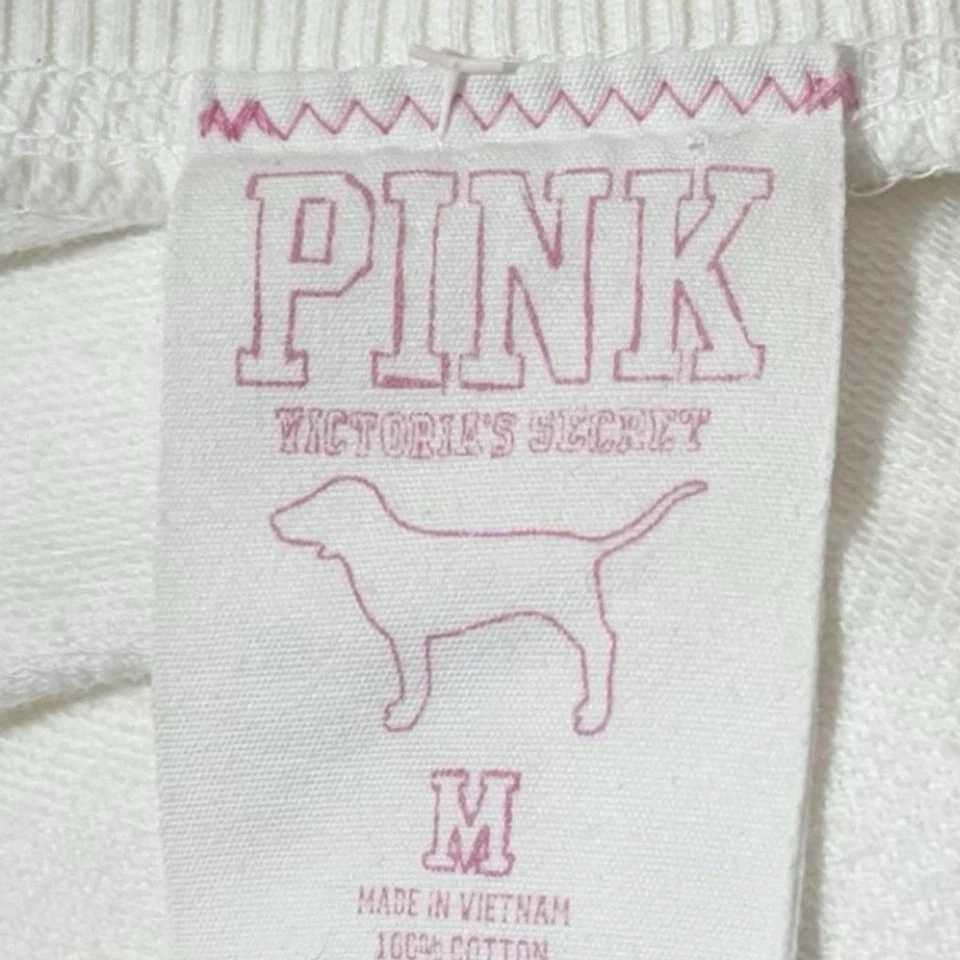 PINK
VICTORIA'S SECRET
M
MADE IN VIETNAM
100% COTTON